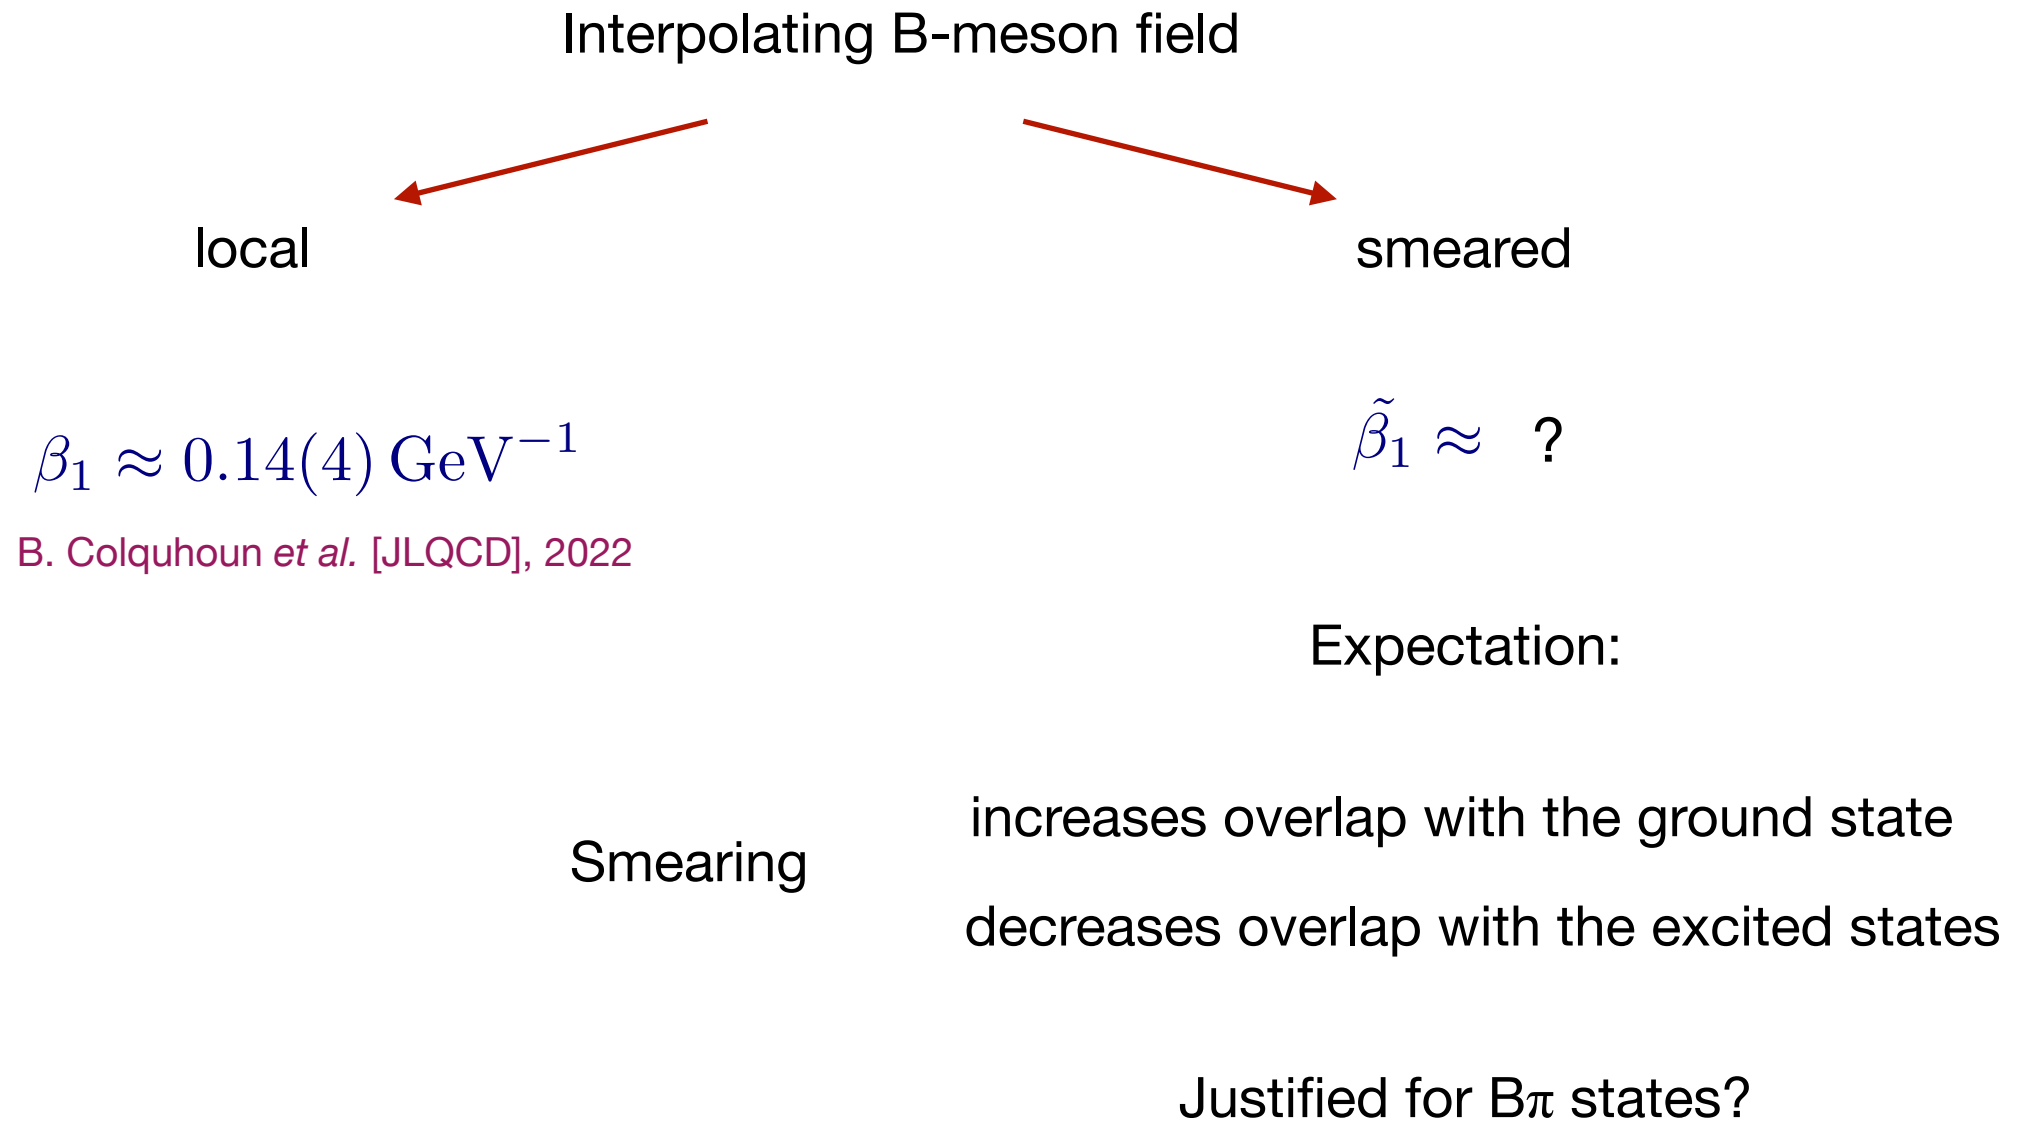 Interpolating B-meson field
local
smeared
β₁ ≈ 0.14(4) GeV⁻¹
β̃₁ ≈ ?
B. Colquhoun et al. [JLQCD], 2022
Expectation:
increases overlap with the ground state
Smearing
decreases overlap with the excited states
Justified for Bπ states?